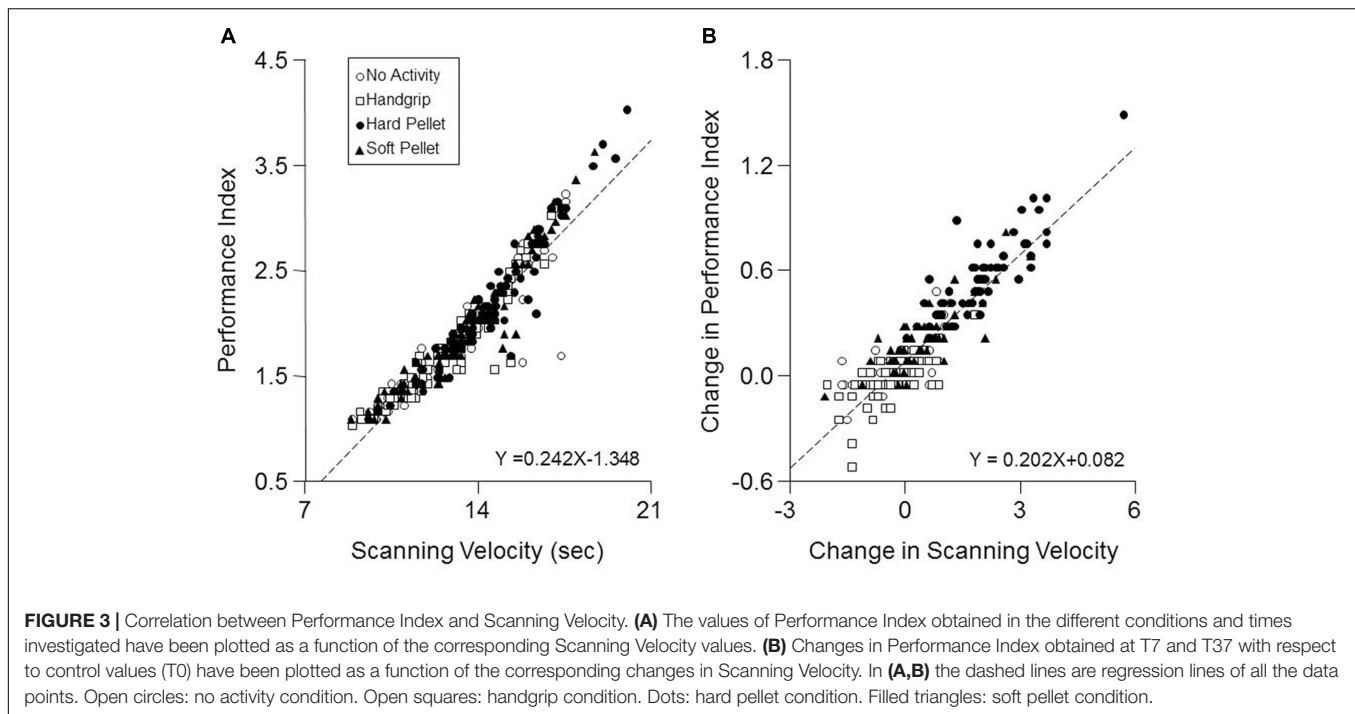 A
4.5
3.5
2.5
1.5
0.5
Performance Index
○ No Activity
□ Handgrip
● Hard Pellet
▲ Soft Pellet
Y =0.242X-1.348
7 14 21
Scanning Velocity (sec)
B
1.8
1.2
0.6
0.0
-0.6
Change in Performance Index
Y = 0.202X+0.082
-3 0 3 6
Change in Scanning Velocity
FIGURE 3 | Correlation between Performance Index and Scanning Velocity. (A) The values of Performance Index obtained in the different conditions and times
investigated have been plotted as a function of the corresponding Scanning Velocity values. (B) Changes in Performance Index obtained at T7 and T37 with respect
to control values (T0) have been plotted as a function of the corresponding changes in Scanning Velocity. In (A,B) the dashed lines are regression lines of all the data
points. Open circles: no activity condition. Open squares: handgrip condition. Dots: hard pellet condition. Filled triangles: soft pellet condition.